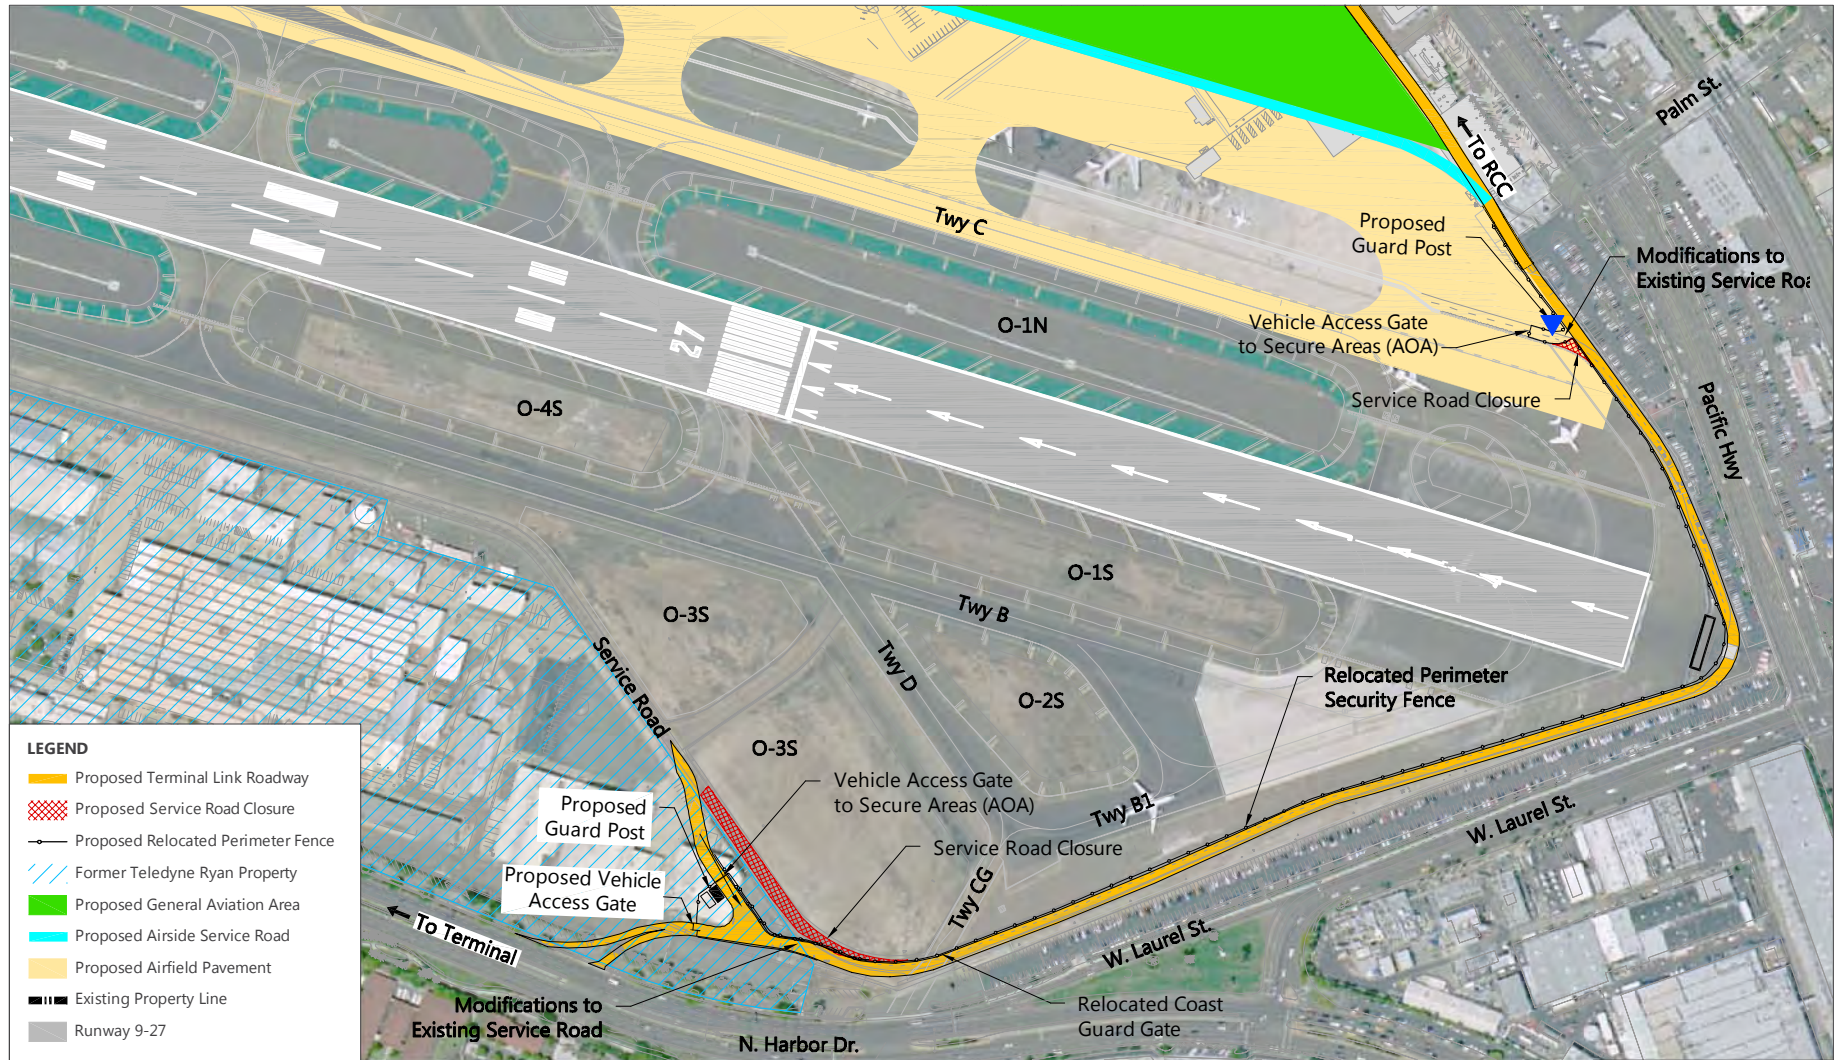 Palm St.
To RCC
Proposed
Guard Post
Twy C
Modifications to
Existing Service Roa
O-1N
Vehicle Access Gate
to Secure Areas (AOA)
27
Service Road Closure
Pacific Hwy
O-4S
O-1S
Twy B
O-3S
Service Road
Twy D
O-2S
Relocated Perimeter
Security Fence
O-3S
Vehicle Access Gate
to Secure Areas (AOA)
Proposed
Guard Post
Twy B1
W. Laurel St.
Service Road Closure
Proposed Vehicle
Access Gate
Twy CG
To Terminal
W. Laurel St.
Modifications to
Existing Service Road
Relocated Coast
Guard Gate
N. Harbor Dr.
LEGEND
Proposed Terminal Link Roadway
Proposed Service Road Closure
Proposed Relocated Perimeter Fence
Former Teledyne Ryan Property
Proposed General Aviation Area
Proposed Airside Service Road
Proposed Airfield Pavement
Existing Property Line
Runway 9-27